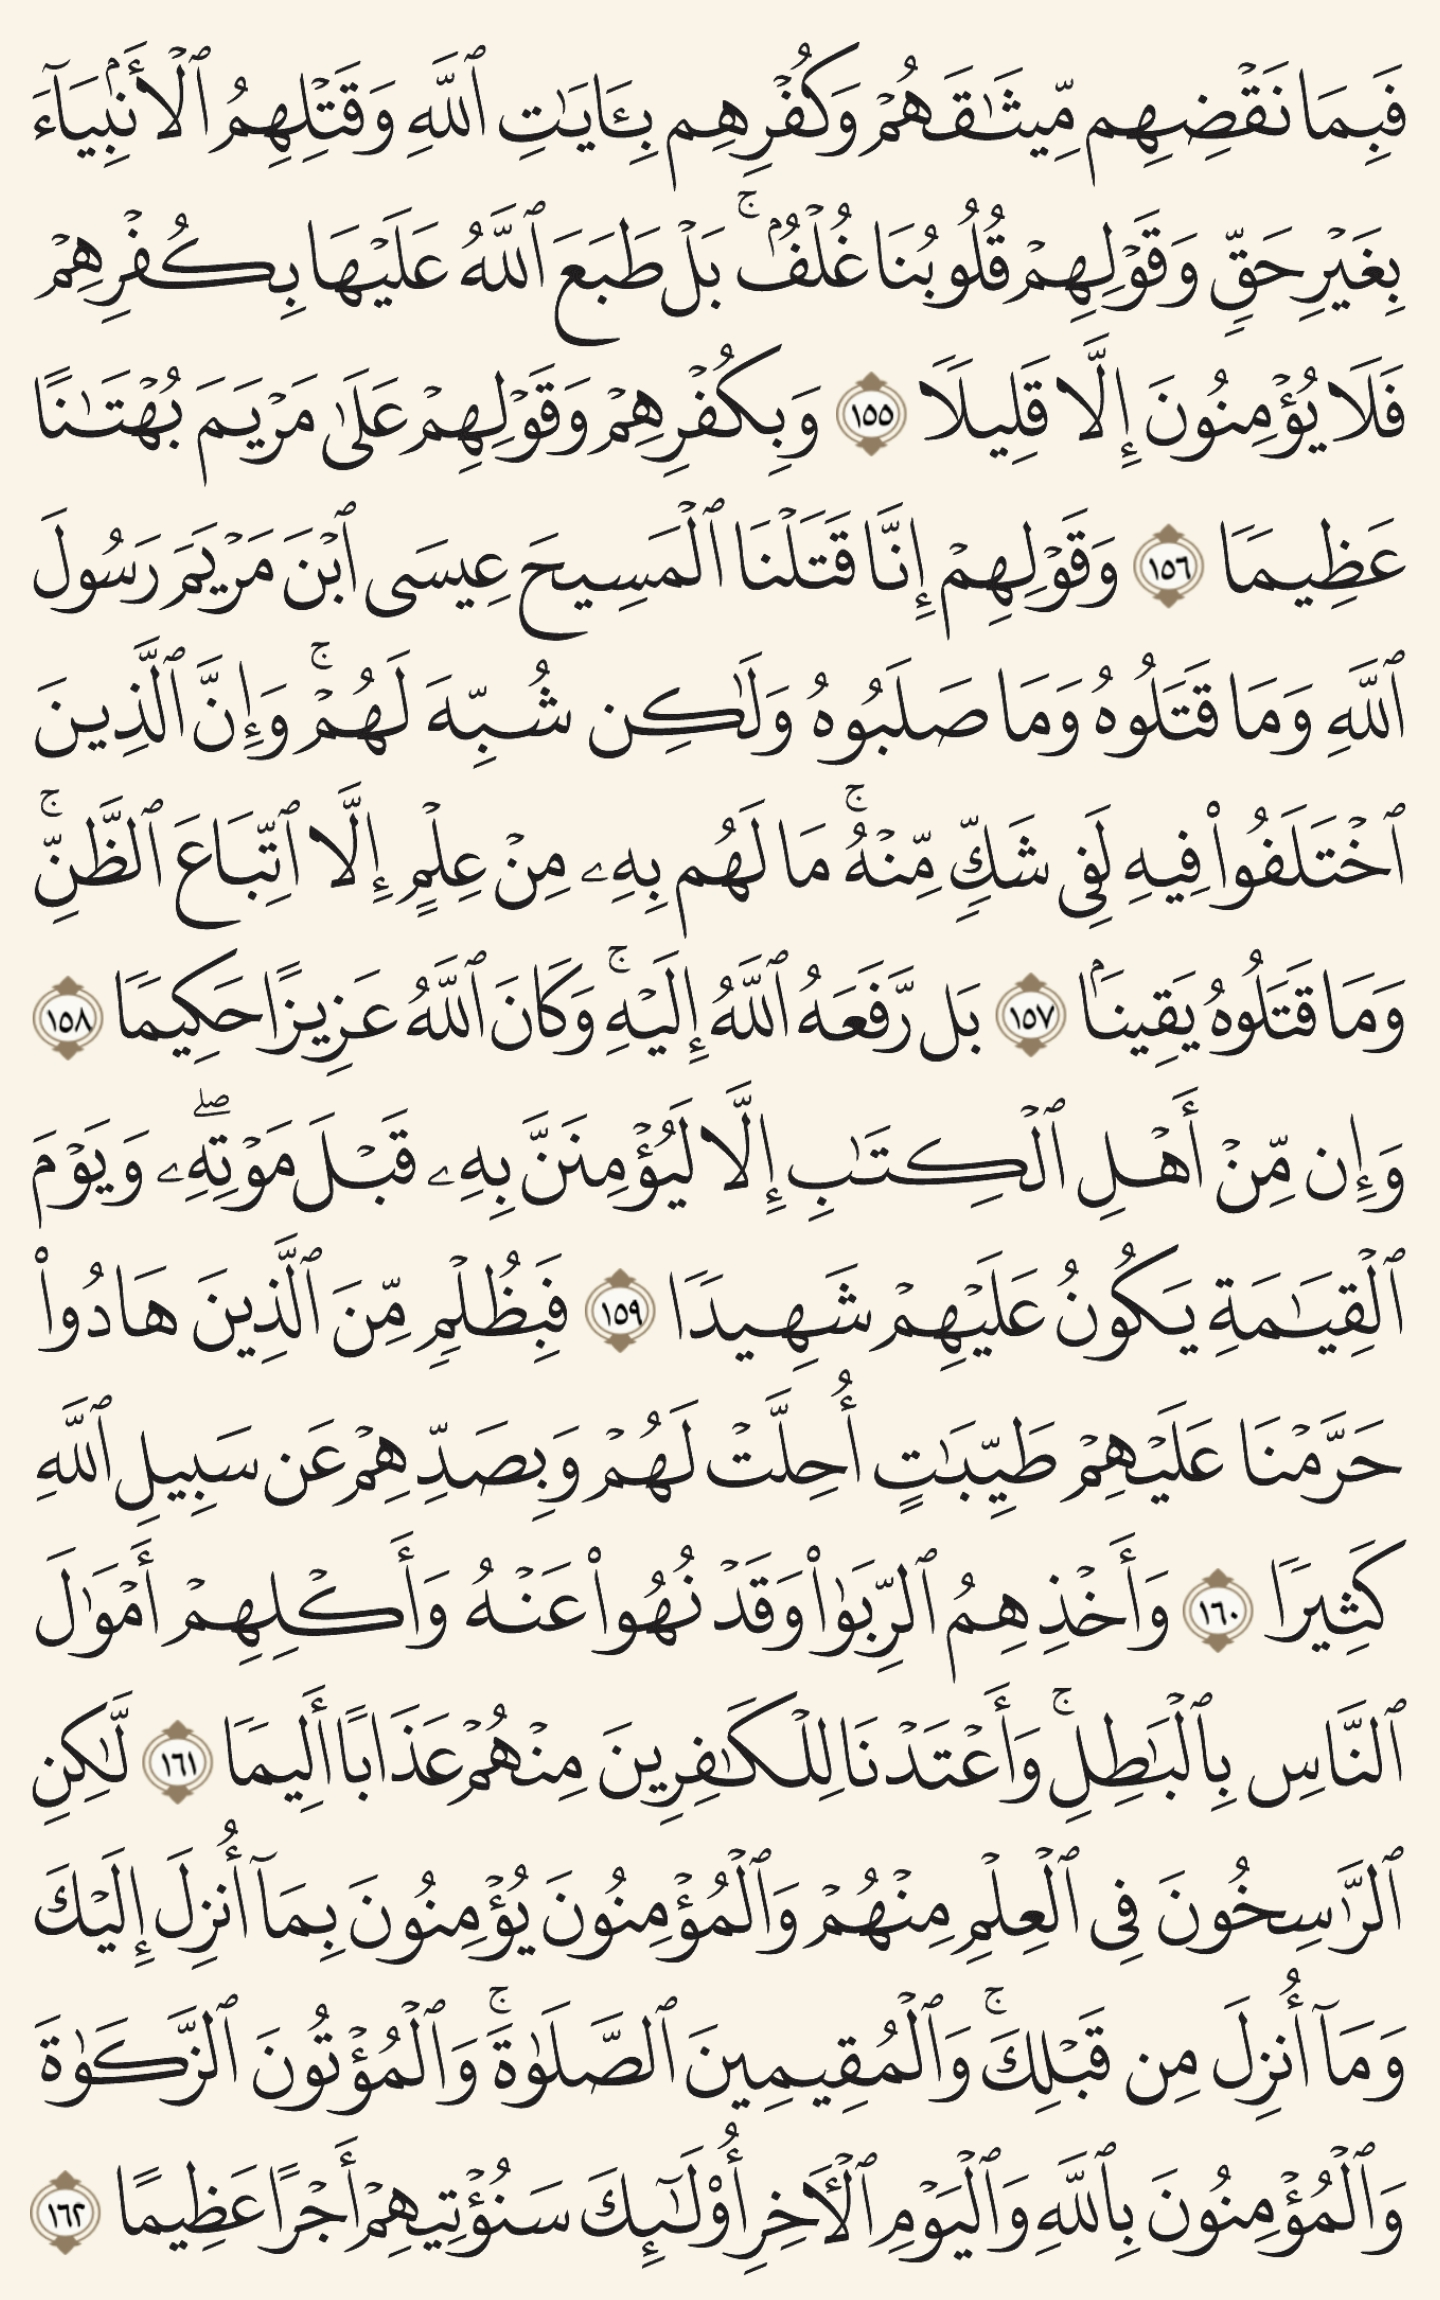 فَبِمَا نَقۡضِهِم مِّيثَٰقَهُمۡ وَكُفۡرِهِم بِـَٔايَٰتِ ٱللَّهِ وَقَتۡلِهِمُ ٱلۡأَنۢبِيَآءَ
بِغَيۡرِ حَقّٖ وَقَوۡلِهِمۡ قُلُوبُنَا غُلۡفُۢۚ بَلۡ طَبَعَ ٱللَّهُ عَلَيۡهَا بِكُفۡرِهِمۡ
فَلَا يُؤۡمِنُونَ إِلَّا قَلِيلٗا ١٥٥ وَبِكُفۡرِهِمۡ وَقَوۡلِهِمۡ عَلَىٰ مَرۡيَمَ بُهۡتَٰنًا
عَظِيمٗا ١٥٦ وَقَوۡلِهِمۡ إِنَّا قَتَلۡنَا ٱلۡمَسِيحَ عِيسَى ٱبۡنَ مَرۡيَمَ رَسُولَ
ٱللَّهِ وَمَا قَتَلُوهُ وَمَا صَلَبُوهُ وَلَٰكِن شُبِّهَ لَهُمۡۚ وَإِنَّ ٱلَّذِينَ
ٱخۡتَلَفُواْ فِيهِ لَفِي شَكّٖ مِّنۡهُۚ مَا لَهُم بِهِۦ مِنۡ عِلۡمٍ إِلَّا ٱتِّبَاعَ ٱلظَّنِّۚ
وَمَا قَتَلُوهُ يَقِينَۢا ١٥٧ بَل رَّفَعَهُ ٱللَّهُ إِلَيۡهِۚ وَكَانَ ٱللَّهُ عَزِيزًا حَكِيمٗا ١٥٨
وَإِن مِّنۡ أَهۡلِ ٱلۡكِتَٰبِ إِلَّا لَيُؤۡمِنَنَّ بِهِۦ قَبۡلَ مَوۡتِهِۦۖ وَيَوۡمَ
ٱلۡقِيَٰمَةِ يَكُونُ عَلَيۡهِمۡ شَهِيدٗا ١٥٩ فَبِظُلۡمٖ مِّنَ ٱلَّذِينَ هَادُواْ
حَرَّمۡنَا عَلَيۡهِمۡ طَيِّبَٰتٍ أُحِلَّتۡ لَهُمۡ وَبِصَدِّهِمۡ عَن سَبِيلِ ٱللَّهِ
كَثِيرٗا ١٦٠ وَأَخۡذِهِمُ ٱلرِّبَوٰاْ وَقَدۡ نُهُواْ عَنۡهُ وَأَكۡلِهِمۡ أَمۡوَٰلَ
ٱلنَّاسِ بِٱلۡبَٰطِلِۚ وَأَعۡتَدۡنَا لِلۡكَٰفِرِينَ مِنۡهُمۡ عَذَابًا أَلِيمٗا ١٦١ لَّٰكِنِ
ٱلرَّٰسِخُونَ فِي ٱلۡعِلۡمِ مِنۡهُمۡ وَٱلۡمُؤۡمِنُونَ يُؤۡمِنُونَ بِمَآ أُنزِلَ إِلَيۡكَ
وَمَآ أُنزِلَ مِن قَبۡلِكَۚ وَٱلۡمُقِيمِينَ ٱلصَّلَوٰةَۚ وَٱلۡمُؤۡتُونَ ٱلزَّكَوٰةَ
وَٱلۡمُؤۡمِنُونَ بِٱللَّهِ وَٱلۡيَوۡمِ ٱلۡأٓخِرِ أُوْلَٰٓئِكَ سَنُؤۡتِيهِمۡ أَجۡرًا عَظِيمًا ١٦٢